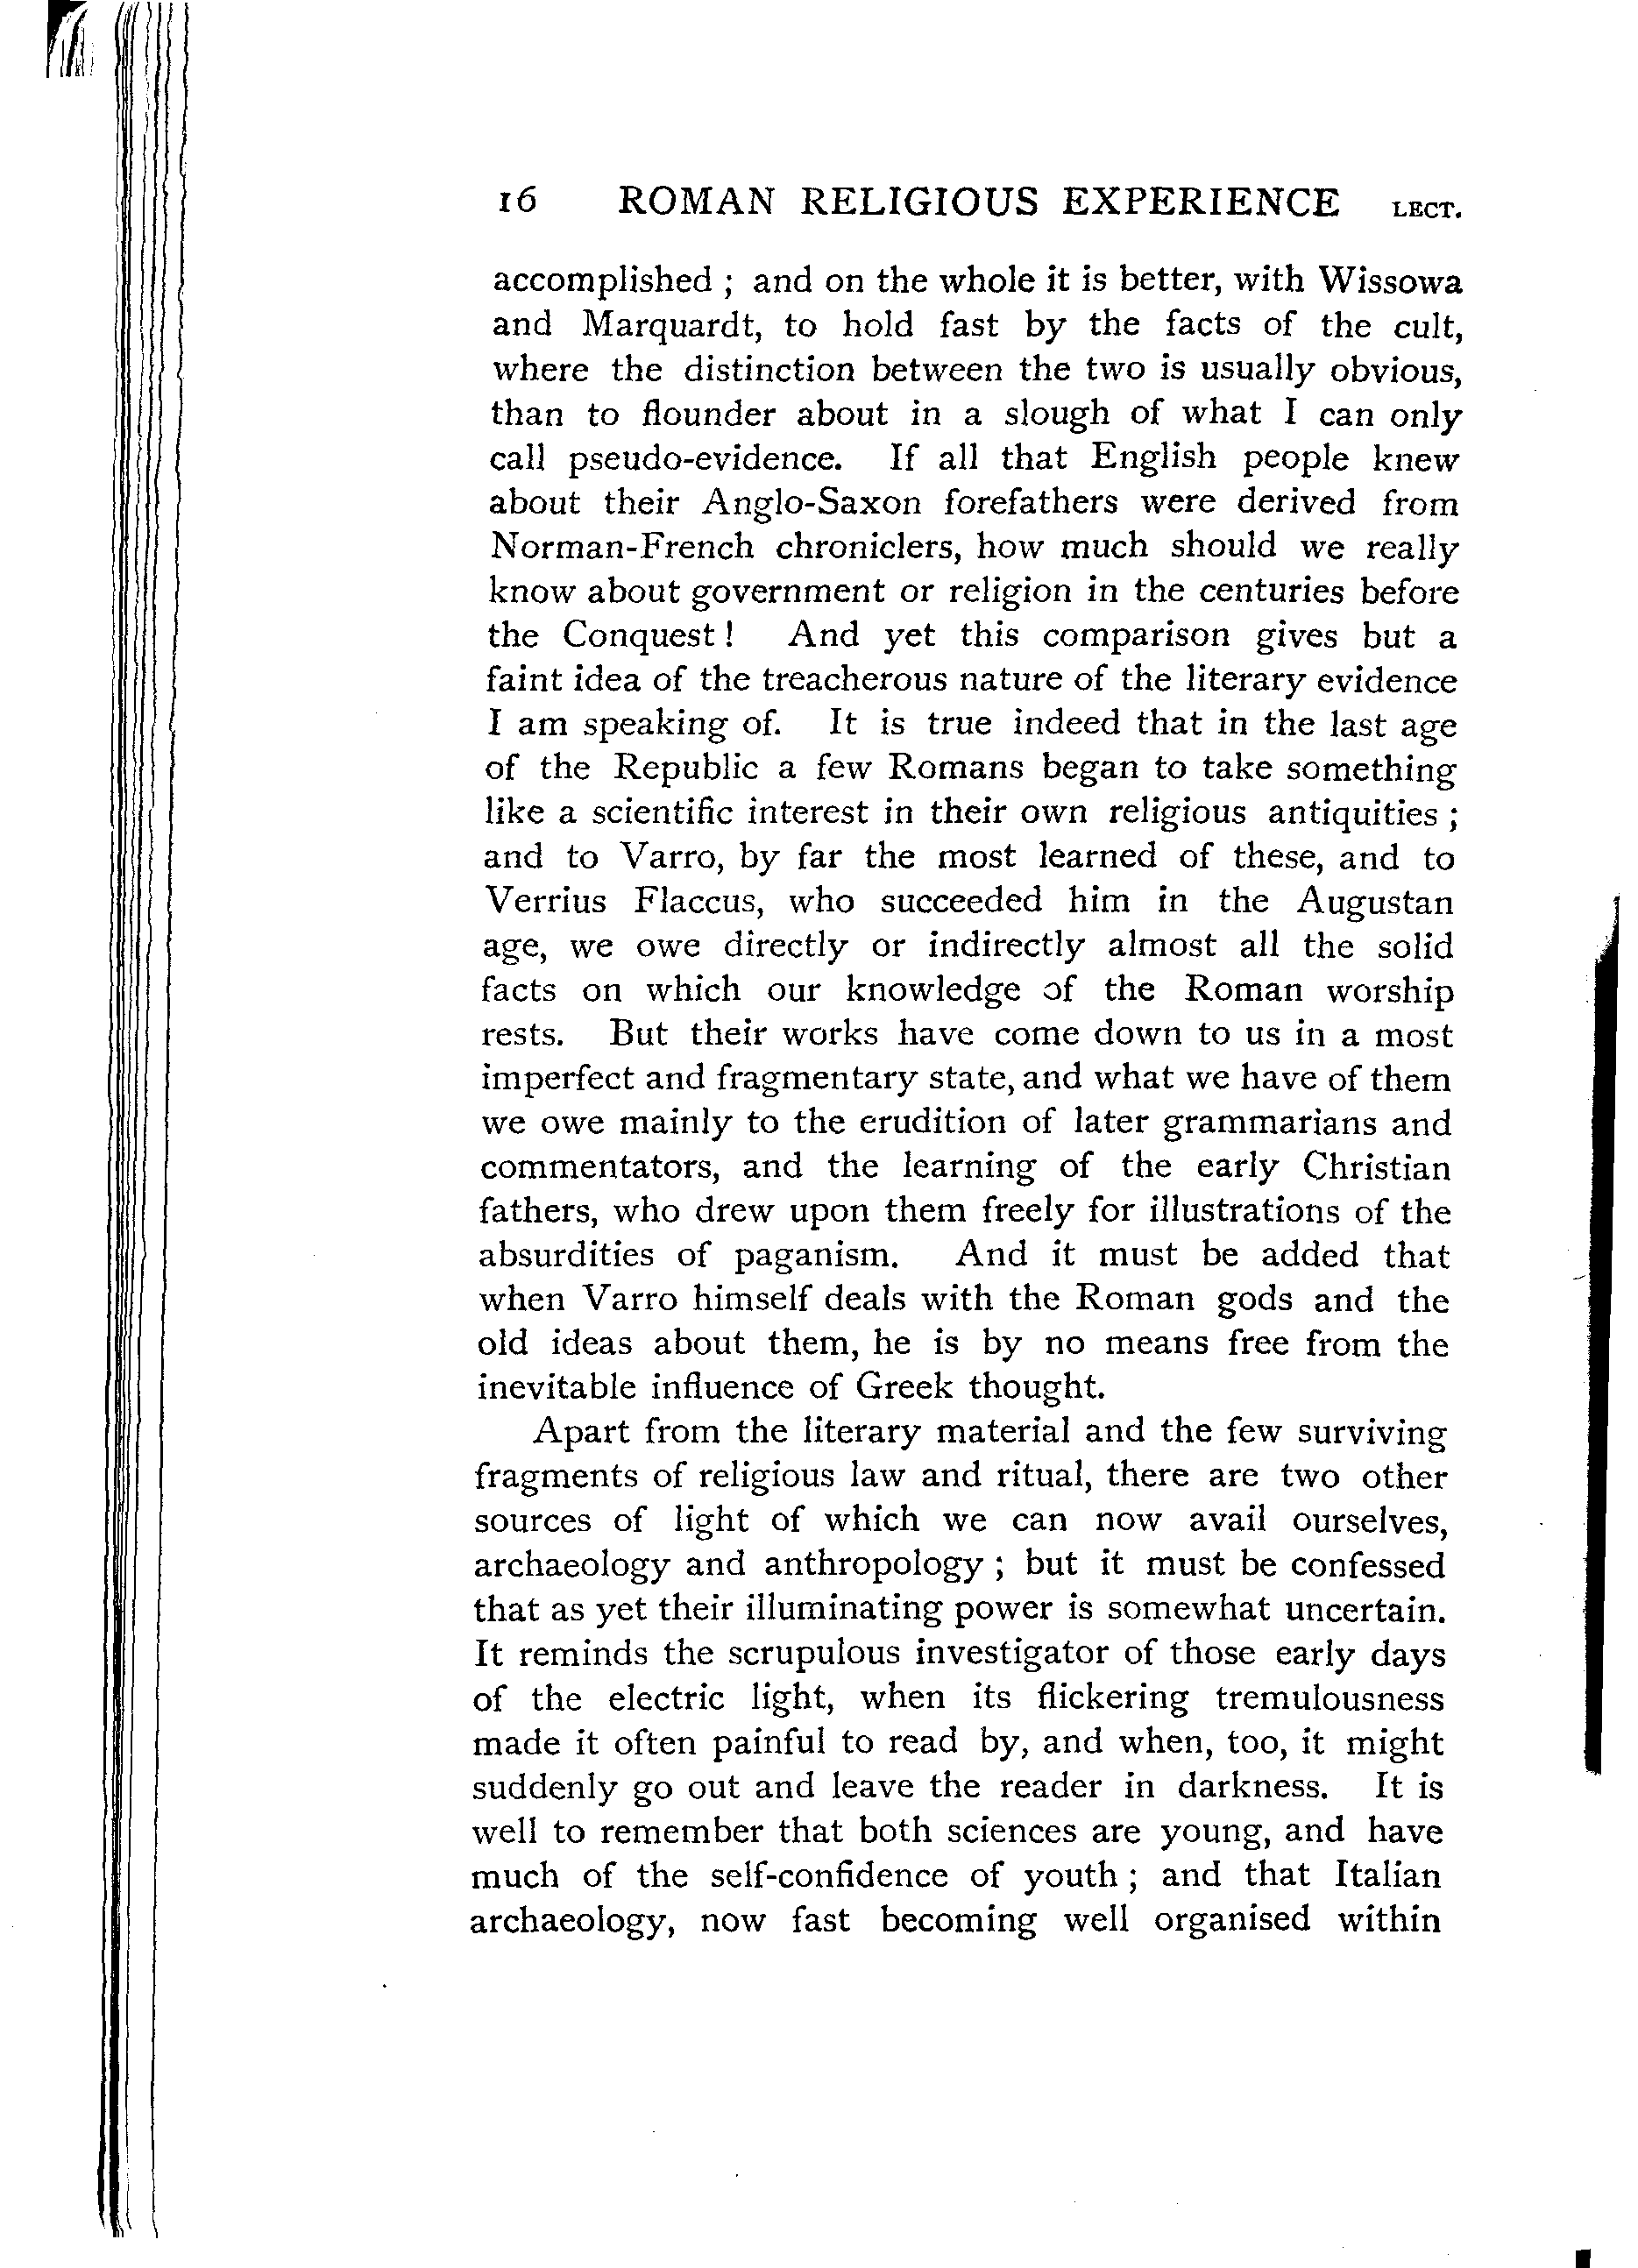 16 ROMAN RELIGIOUS EXPERIENCE LECT.
accomplished ; and on the whole it is better, with Wissowa
and Marquardt, to hold fast by the facts of the cult,
where the distinction between the two is usually obvious,
than to flounder about in a slough of what I can only
call pseudo-evidence. If all that English people knew
about their Anglo-Saxon forefathers were derived from
Norman-French chroniclers, how much should we really
know about government or religion in the centuries before
the Conquest ! And yet this comparison gives but a
faint idea of the treacherous nature of the literary evidence
I am speaking of. It is true indeed that in the last age
of the Republic a few Romans began to take something
like a scientific interest in their own religious antiquities ;
and to Varro, by far the most learned of these, and to
Verrius Flaccus, who succeeded him in the Augustan
age, we owe directly or indirectly almost all the solid
facts on which our knowledge of the Roman worship
rests. But their works have come down to us in a most
imperfect and fragmentary state, and what we have of them
we owe mainly to the erudition of later grammarians and
commentators, and the learning of the early Christian
fathers, who drew upon them freely for illustrations of the
absurdities of paganism. And it must be added that
when Varro himself deals with the Roman gods and the
old ideas about them, he is by no means free from the
inevitable influence of Greek thought.
Apart from the literary material and the few surviving
fragments of religious law and ritual, there are two other
sources of light of which we can now avail ourselves,
archaeology and anthropology ; but it must be confessed
that as yet their illuminating power is somewhat uncertain.
It reminds the scrupulous investigator of those early days
of the electric light, when its flickering tremulousness
made it often painful to read by, and when, too, it might
suddenly go out and leave the reader in darkness. It is
well to remember that both sciences are young, and have
much of the self-confidence of youth ; and that Italian
archaeology, now fast becoming well organised within